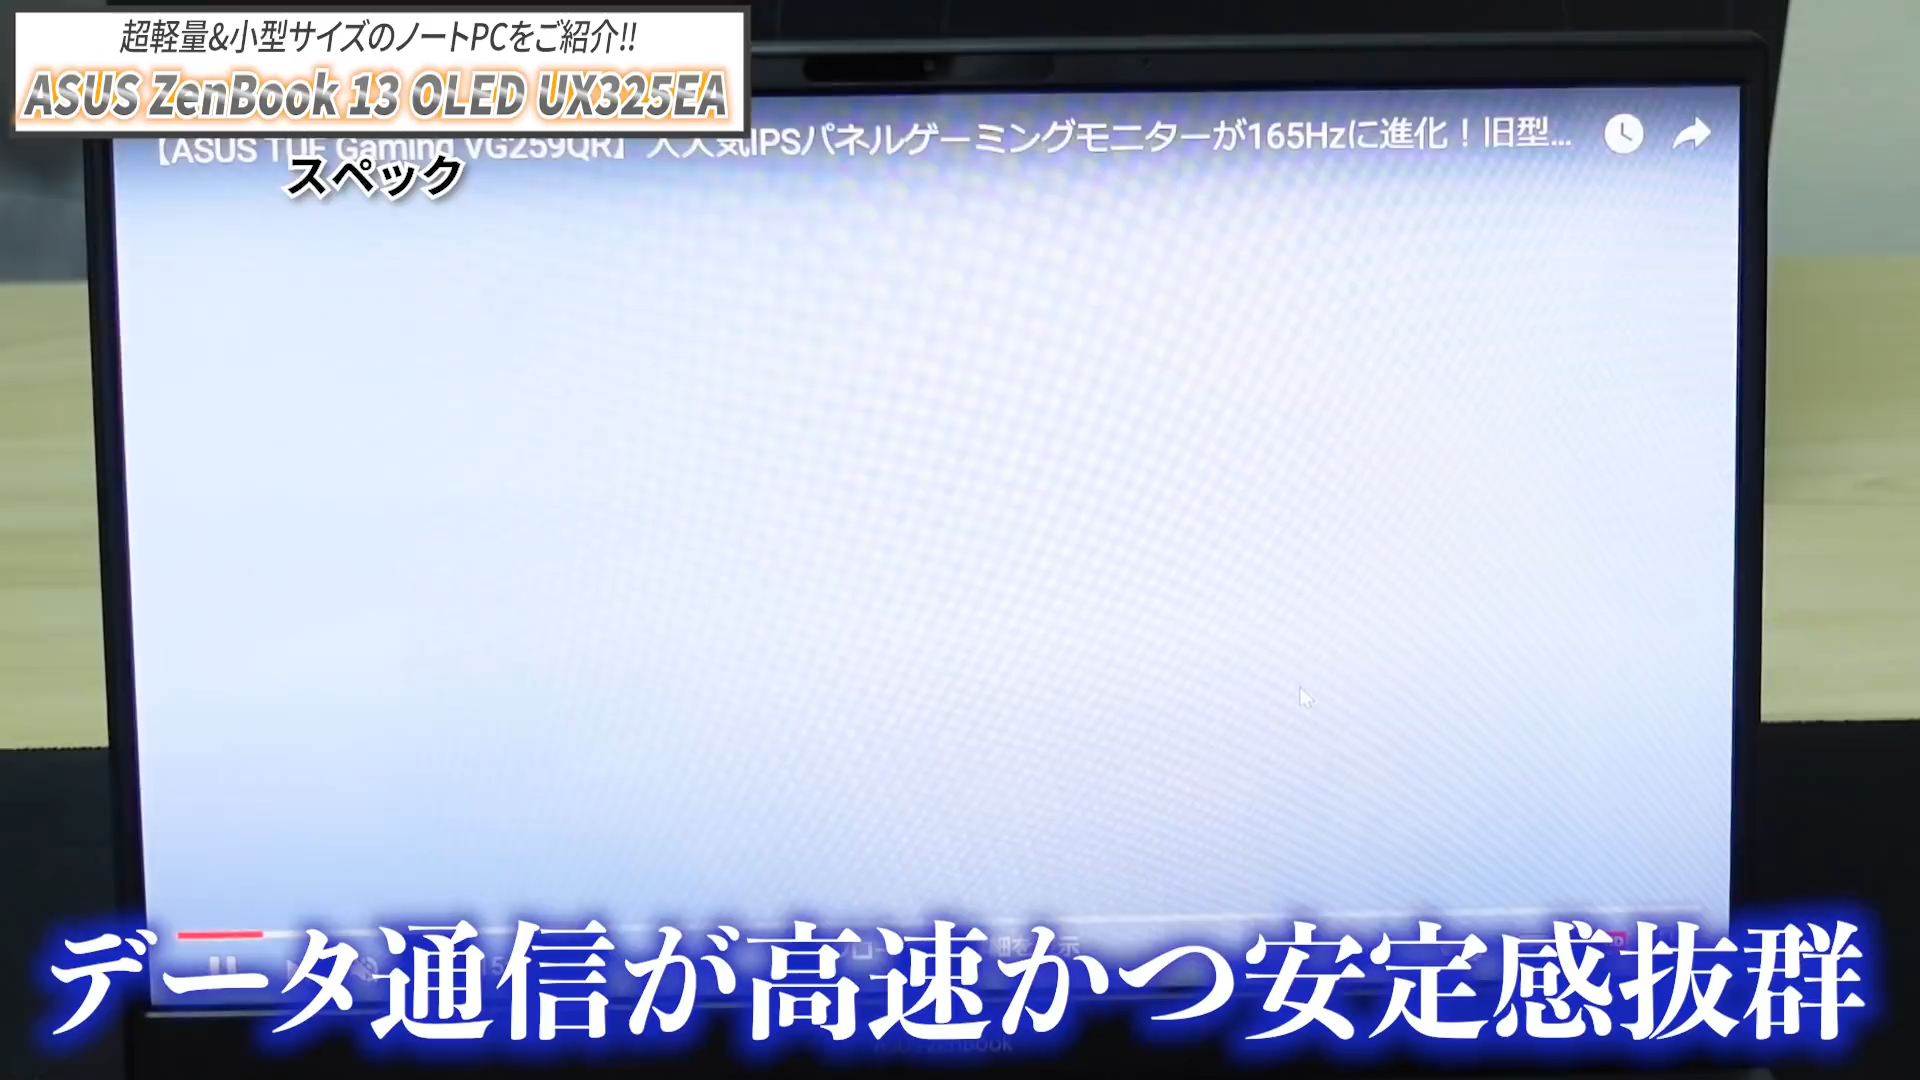 超軽量&小型サイズのノートPCをご紹介!!
ASUS ZenBook 13 OLED UX325EA
【ASUS TUF Gaming VG259QR】大人気IPSパネルゲーミングモニターが165Hzに進化！旧型...
スペック
データ通信が高速かつ安定感抜群
ASUS ZENBOOK